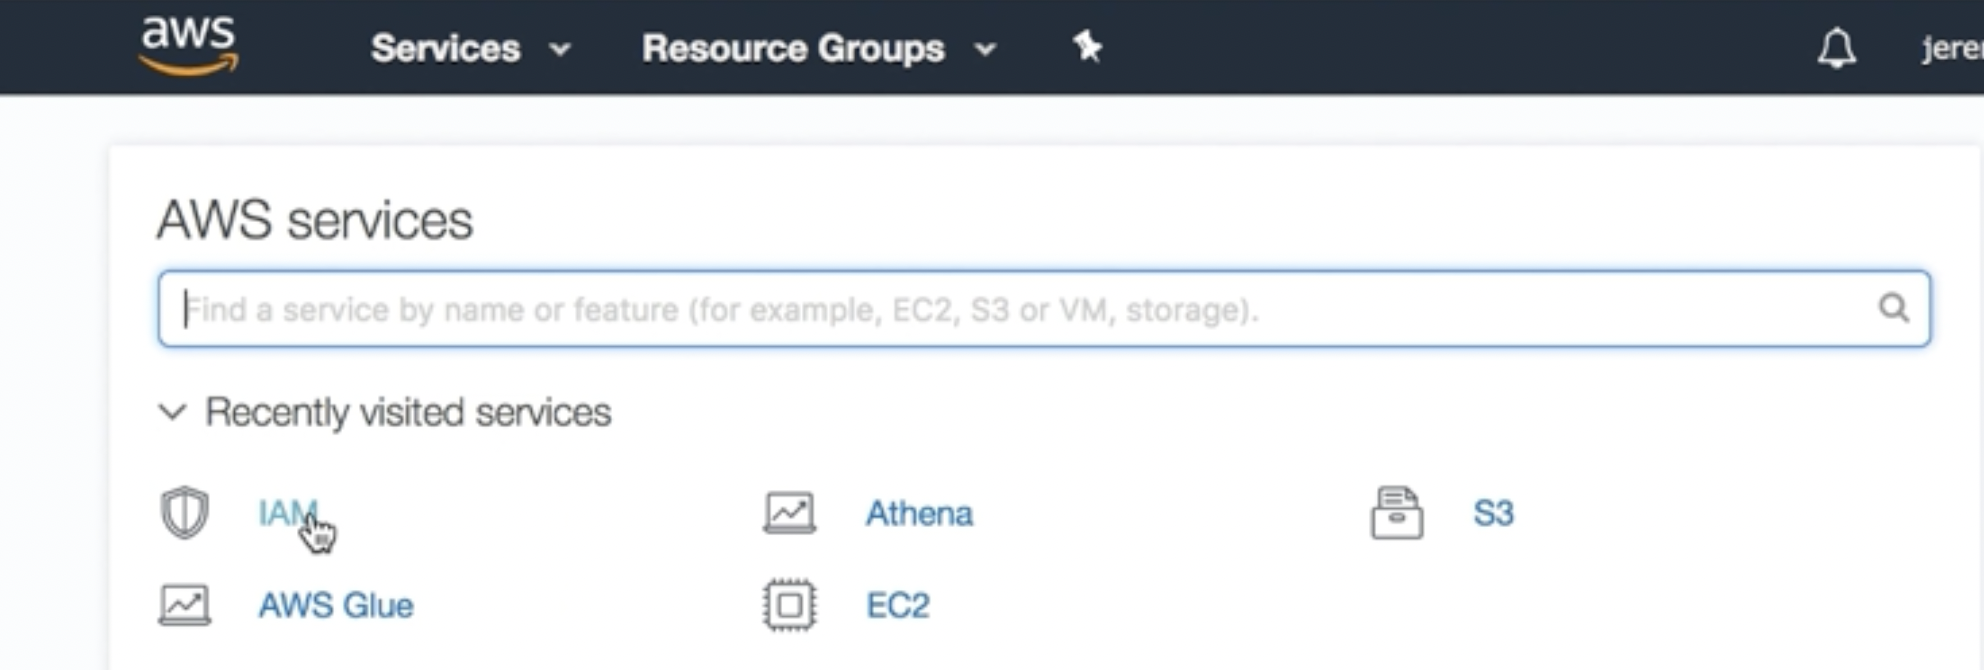 aws Services Resource Groups
AWS services
Find a service by name or feature (for example, EC2, S3 or VM, storage).
Recently visited services
IAM Athena S3
AWS Glue EC2